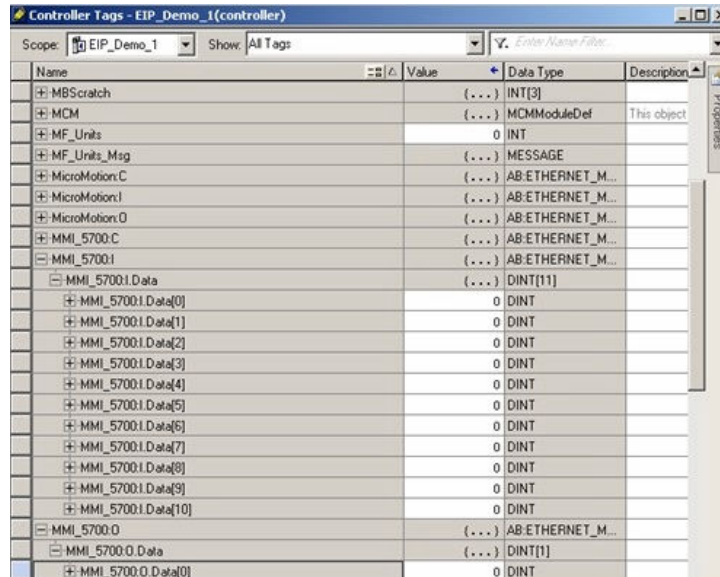 Controller Tags - EIP_Demo_1(controller)
Scope: EIP_Demo_1 Show: All Tags Enter Name Filter...
Name Value Data Type Description
MBScratch {...} INT[3]
MCM {...} MCMModuleDef This object
MF_Units 0 INT
MF_Units_Msg {...} MESSAGE
MicroMotion:C {...} AB:ETHERNET_M...
MicroMotion:I {...} AB:ETHERNET_M...
MicroMotion:O {...} AB:ETHERNET_M...
MMI_5700:C {...} AB:ETHERNET_M...
MMI_5700:I {...} AB:ETHERNET_M...
MMI_5700:I.Data {...} DINT[11]
MMI_5700:I.Data[0] 0 DINT
MMI_5700:I.Data[1] 0 DINT
MMI_5700:I.Data[2] 0 DINT
MMI_5700:I.Data[3] 0 DINT
MMI_5700:I.Data[4] 0 DINT
MMI_5700:I.Data[5] 0 DINT
MMI_5700:I.Data[6] 0 DINT
MMI_5700:I.Data[7] 0 DINT
MMI_5700:I.Data[8] 0 DINT
MMI_5700:I.Data[9] 0 DINT
MMI_5700:I.Data[10] 0 DINT
MMI_5700:O {...} AB:ETHERNET_M...
MMI_5700:O.Data {...} DINT[1]
MMI_5700:O.Data[0] 0 DINT
Properties